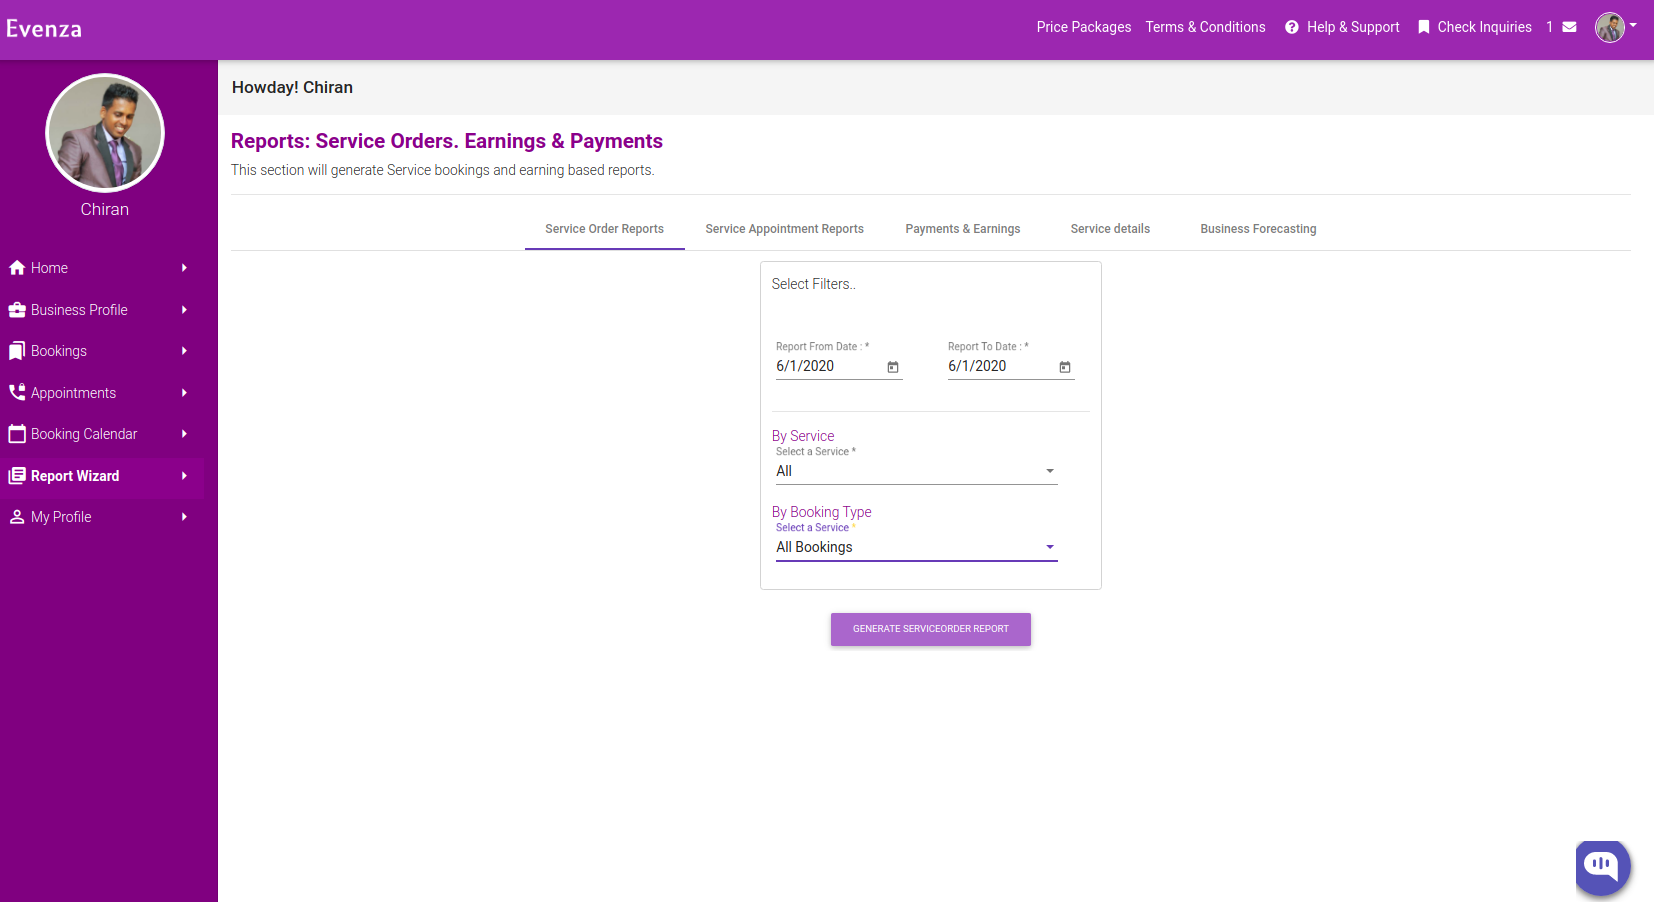 Evenza
Price Packages Terms & Conditions Help & Support Check Inquiries 1
Chiran
Home
Business Profile
Bookings
Appointments
Booking Calendar
Report Wizard
My Profile
Howday! Chiran
Reports: Service Orders. Earnings & Payments
This section will generate Service bookings and earning based reports.
Service Order Reports Service Appointment Reports Payments & Earnings Service details Business Forecasting
Select Filters..
Report From Date : * Report To Date : *
6/1/2020 6/1/2020
By Service
Select a Service *
All
By Booking Type
Select a Service *
All Bookings
GENERATE SERVICEORDER REPORT